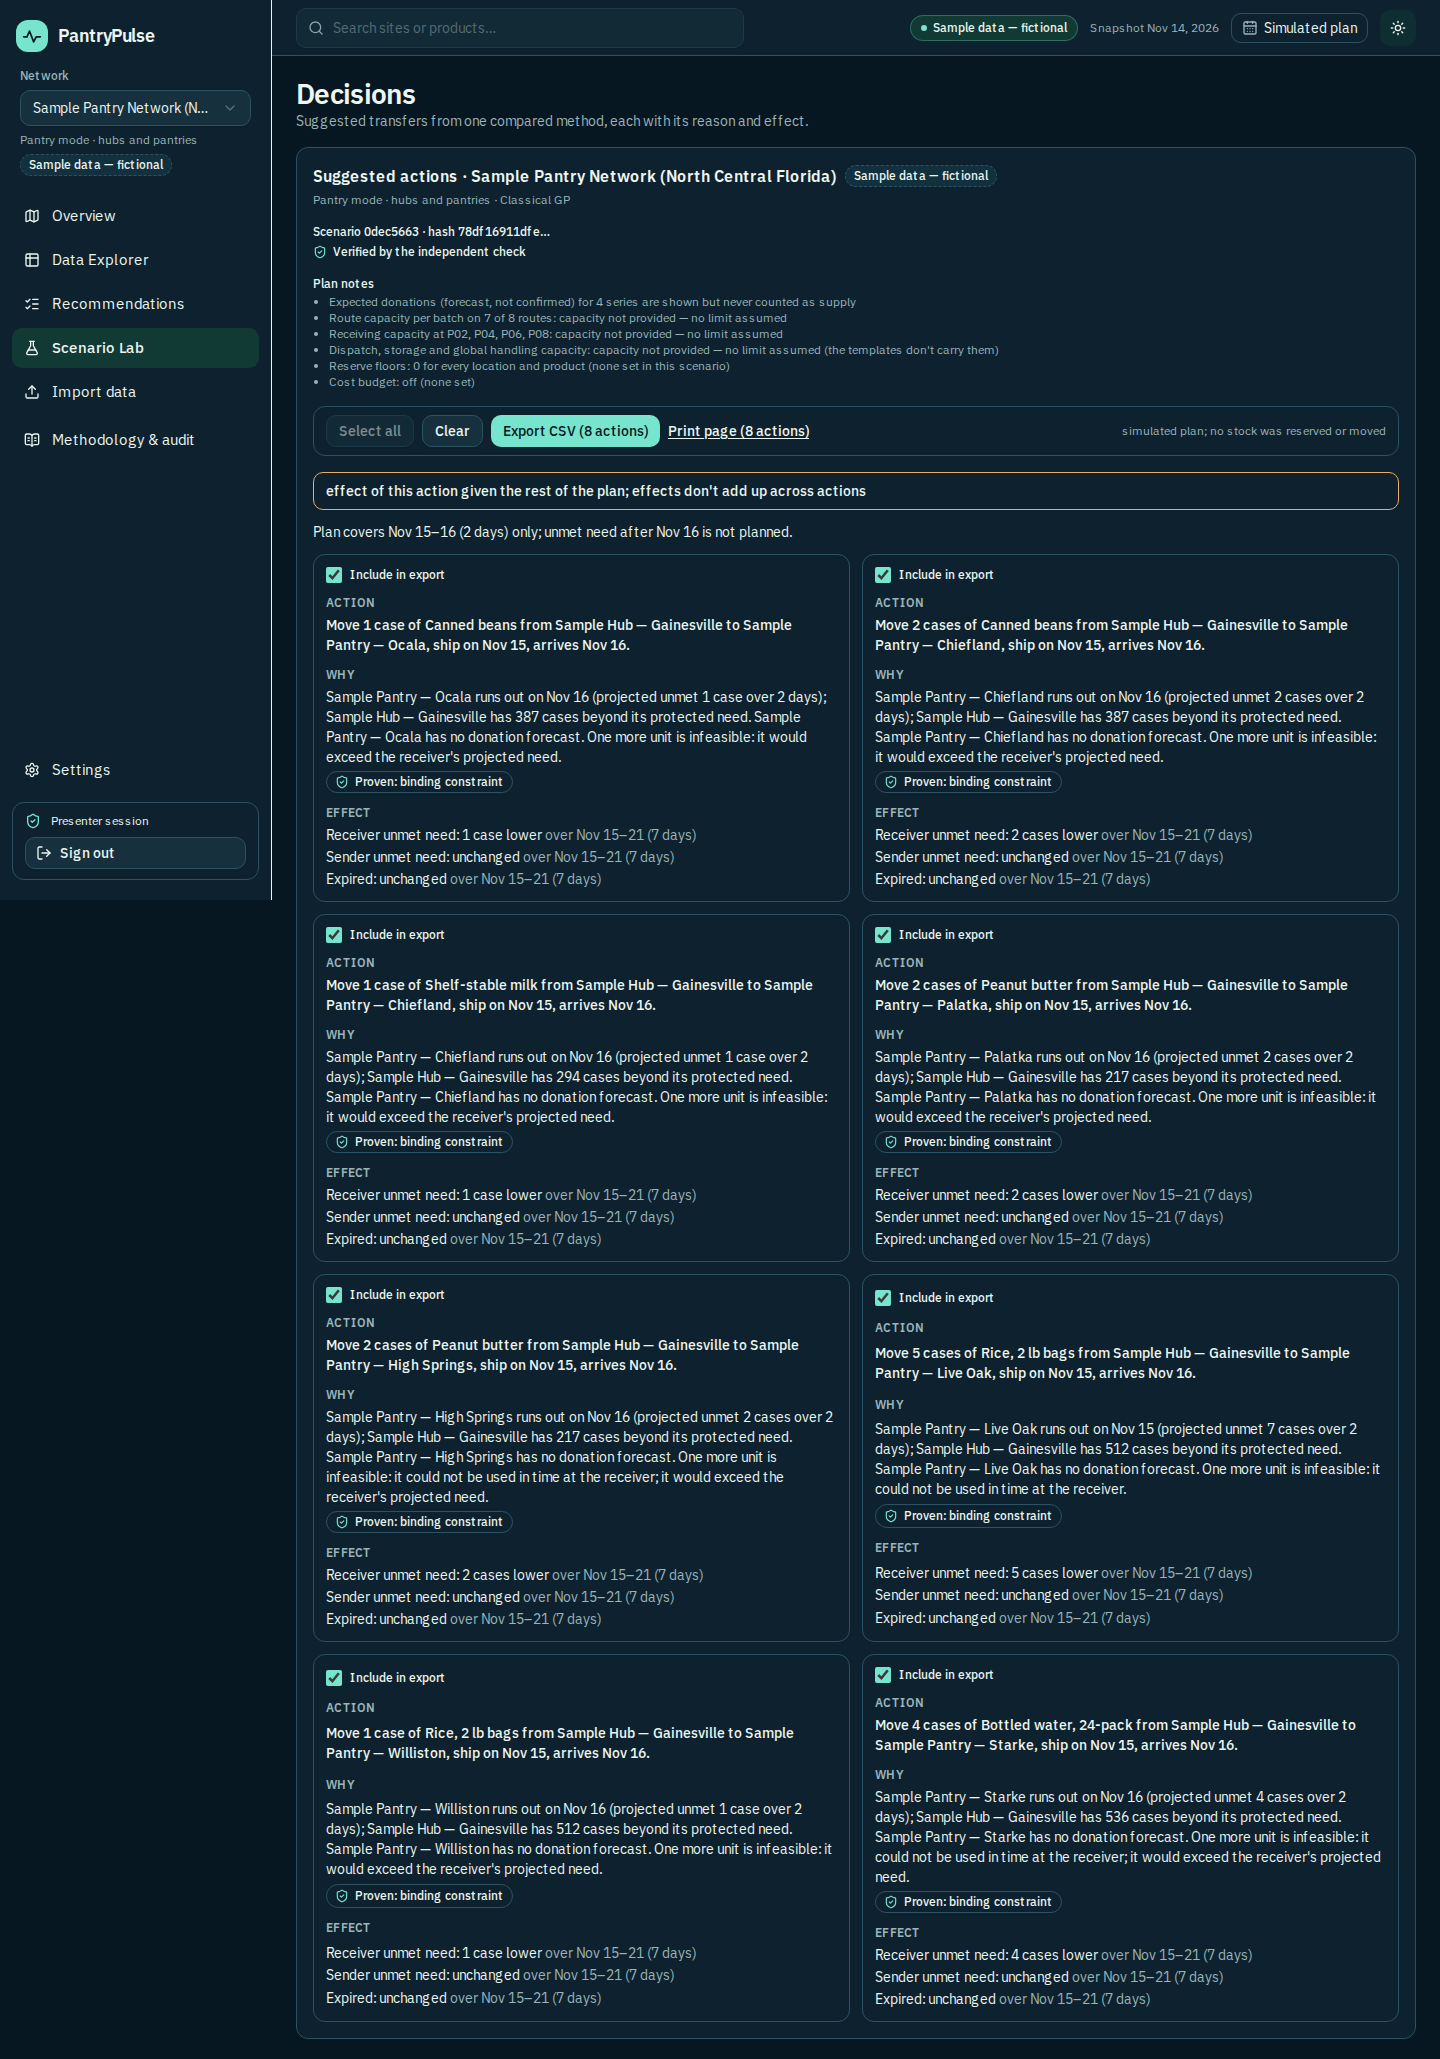 PantryPulse
Network
Sample Pantry Network (N...
Pantry mode · hubs and pantries
Sample data — fictional
Overview
Data Explorer
Recommendations
Scenario Lab
Import data
Methodology & audit
Settings
Presenter session
Sign out
Search sites or products...
Sample data — fictional
Snapshot Nov 14, 2026
Simulated plan
Decisions
Suggested transfers from one compared method, each with its reason and effect.
Suggested actions · Sample Pantry Network (North Central Florida)
Sample data — fictional
Pantry mode · hubs and pantries · Classical GP
Scenario 0dec5663 · hash 78df16911dfe...
Verified by the independent check
Plan notes
• Expected donations (forecast, not confirmed) for 4 series are shown but never counted as supply
• Route capacity per batch on 7 of 8 routes: capacity not provided — no limit assumed
• Receiving capacity at P02, P04, P06, P08: capacity not provided — no limit assumed
• Dispatch, storage and global handling capacity: capacity not provided — no limit assumed (the templates don't carry them)
• Reserve floors: 0 for every location and product (none set in this scenario)
• Cost budget: off (none set)
Select all
Clear
Export CSV (8 actions)
Print page (8 actions)
simulated plan; no stock was reserved or moved
effect of this action given the rest of the plan; effects don't add up across actions
Plan covers Nov 15–16 (2 days) only; unmet need after Nov 16 is not planned.
Include in export
ACTION
Move 1 case of Canned beans from Sample Hub — Gainesville to Sample
Pantry — Ocala, ship on Nov 15, arrives Nov 16.
WHY
Sample Pantry — Ocala runs out on Nov 16 (projected unmet 1 case over 2 days);
Sample Hub — Gainesville has 387 cases beyond its protected need. Sample
Pantry — Ocala has no donation forecast. One more unit is infeasible: it would
exceed the receiver's projected need.
Proven: binding constraint
EFFECT
Receiver unmet need: 1 case lower over Nov 15–21 (7 days)
Sender unmet need: unchanged over Nov 15–21 (7 days)
Expired: unchanged over Nov 15–21 (7 days)
Include in export
ACTION
Move 2 cases of Canned beans from Sample Hub — Gainesville to Sample
Pantry — Chiefland, ship on Nov 15, arrives Nov 16.
WHY
Sample Pantry — Chiefland runs out on Nov 16 (projected unmet 2 cases over 2
days); Sample Hub — Gainesville has 387 cases beyond its protected need.
Sample Pantry — Chiefland has no donation forecast. One more unit is infeasible:
it would exceed the receiver's projected need.
Proven: binding constraint
EFFECT
Receiver unmet need: 2 cases lower over Nov 15–21 (7 days)
Sender unmet need: unchanged over Nov 15–21 (7 days)
Expired: unchanged over Nov 15–21 (7 days)
Include in export
ACTION
Move 1 case of Shelf-stable milk from Sample Hub — Gainesville to Sample
Pantry — Chiefland, ship on Nov 15, arrives Nov 16.
WHY
Sample Pantry — Chiefland runs out on Nov 16 (projected unmet 1 case over 2
days); Sample Hub — Gainesville has 294 cases beyond its protected need.
Sample Pantry — Chiefland has no donation forecast. One more unit is infeasible:
it would exceed the receiver's projected need.
Proven: binding constraint
EFFECT
Receiver unmet need: 1 case lower over Nov 15–21 (7 days)
Sender unmet need: unchanged over Nov 15–21 (7 days)
Expired: unchanged over Nov 15–21 (7 days)
Include in export
ACTION
Move 2 cases of Peanut butter from Sample Hub — Gainesville to Sample
Pantry — Palatka, ship on Nov 15, arrives Nov 16.
WHY
Sample Pantry — Palatka runs out on Nov 16 (projected unmet 2 cases over 2
days); Sample Hub — Gainesville has 217 cases beyond its protected need.
Sample Pantry — Palatka has no donation forecast. One more unit is infeasible: it
would exceed the receiver's projected need.
Proven: binding constraint
EFFECT
Receiver unmet need: 2 cases lower over Nov 15–21 (7 days)
Sender unmet need: unchanged over Nov 15–21 (7 days)
Expired: unchanged over Nov 15–21 (7 days)
Include in export
ACTION
Move 2 cases of Peanut butter from Sample Hub — Gainesville to Sample
Pantry — High Springs, ship on Nov 15, arrives Nov 16.
WHY
Sample Pantry — High Springs runs out on Nov 16 (projected unmet 2 cases over 2
days); Sample Hub — Gainesville has 217 cases beyond its protected need.
Sample Pantry — High Springs has no donation forecast. One more unit is
infeasible: it could not be used in time at the receiver; it would exceed the
receiver's projected need.
Proven: binding constraint
EFFECT
Receiver unmet need: 2 cases lower over Nov 15–21 (7 days)
Sender unmet need: unchanged over Nov 15–21 (7 days)
Expired: unchanged over Nov 15–21 (7 days)
Include in export
ACTION
Move 5 cases of Rice, 2 lb bags from Sample Hub — Gainesville to Sample
Pantry — Live Oak, ship on Nov 15, arrives Nov 16.
WHY
Sample Pantry — Live Oak runs out on Nov 15 (projected unmet 7 cases over 2
days); Sample Hub — Gainesville has 512 cases beyond its protected need.
Sample Pantry — Live Oak has no donation forecast. One more unit is infeasible: it
could not be used in time at the receiver.
Proven: binding constraint
EFFECT
Receiver unmet need: 5 cases lower over Nov 15–21 (7 days)
Sender unmet need: unchanged over Nov 15–21 (7 days)
Expired: unchanged over Nov 15–21 (7 days)
Include in export
ACTION
Move 1 case of Rice, 2 lb bags from Sample Hub — Gainesville to Sample
Pantry — Williston, ship on Nov 15, arrives Nov 16.
WHY
Sample Pantry — Williston runs out on Nov 16 (projected unmet 1 case over 2
days); Sample Hub — Gainesville has 512 cases beyond its protected need.
Sample Pantry — Williston has no donation forecast. One more unit is infeasible: it
would exceed the receiver's projected need.
Proven: binding constraint
EFFECT
Receiver unmet need: 1 case lower over Nov 15–21 (7 days)
Sender unmet need: unchanged over Nov 15–21 (7 days)
Expired: unchanged over Nov 15–21 (7 days)
Include in export
ACTION
Move 4 cases of Bottled water, 24-pack from Sample Hub — Gainesville to
Sample Pantry — Starke, ship on Nov 15, arrives Nov 16.
WHY
Sample Pantry — Starke runs out on Nov 16 (projected unmet 4 cases over 2
days); Sample Hub — Gainesville has 536 cases beyond its protected need.
Sample Pantry — Starke has no donation forecast. One more unit is infeasible: it
could not be used in time at the receiver; it would exceed the receiver's projected
need.
Proven: binding constraint
EFFECT
Receiver unmet need: 4 cases lower over Nov 15–21 (7 days)
Sender unmet need: unchanged over Nov 15–21 (7 days)
Expired: unchanged over Nov 15–21 (7 days)